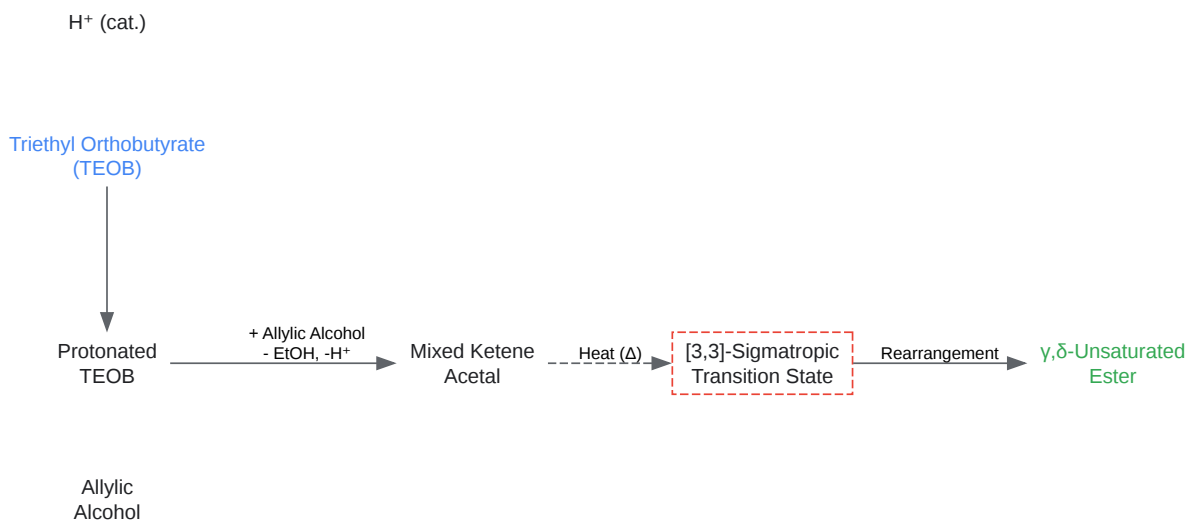 H⁺ (cat.)
Triethyl Orthobutyrate
(TEOB)
Protonated
TEOB
+ Allylic Alcohol
- EtOH, -H⁺
Mixed Ketene
Acetal
Heat (Δ)
[3,3]-Sigmatropic
Transition State
Rearrangement
γ,δ-Unsaturated
Ester
Allylic
Alcohol